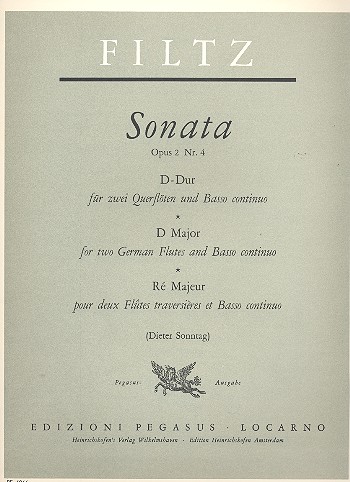 FILTZ
Sonata
Opus 2 Nr. 4
D-Dur
für zwei Querflöten und Basso continuo
*
D Major
for two German Flutes and Basso continuo
*
Ré Majeur
pour deux Flûtes traversières et Basso continuo
(Dieter Sonntag)
Pegasus- Ausgabe
EDIZIONI PEGASUS · LOCARNO
Heinrichshofen's Verlag Wilhelmshaven · Edition Heinrichshofen Amsterdam